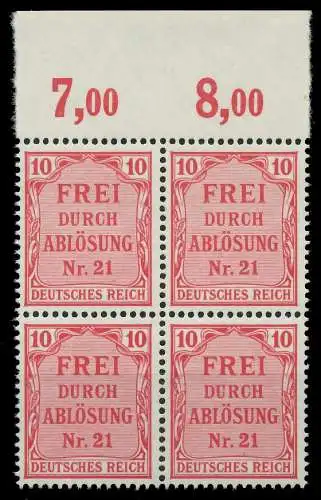 7,00 8,00
10 10 10 10
FREI FREI
DURCH DURCH
ABLÖSUNG ABLÖSUNG
Nr. 21 Nr. 21
DEUTSCHES REICH DEUTSCHES REICH
10 10 10 10
FREI FREI
DURCH DURCH
ABLÖSUNG ABLÖSUNG
Nr. 21 Nr. 21
DEUTSCHES REICH DEUTSCHES REICH